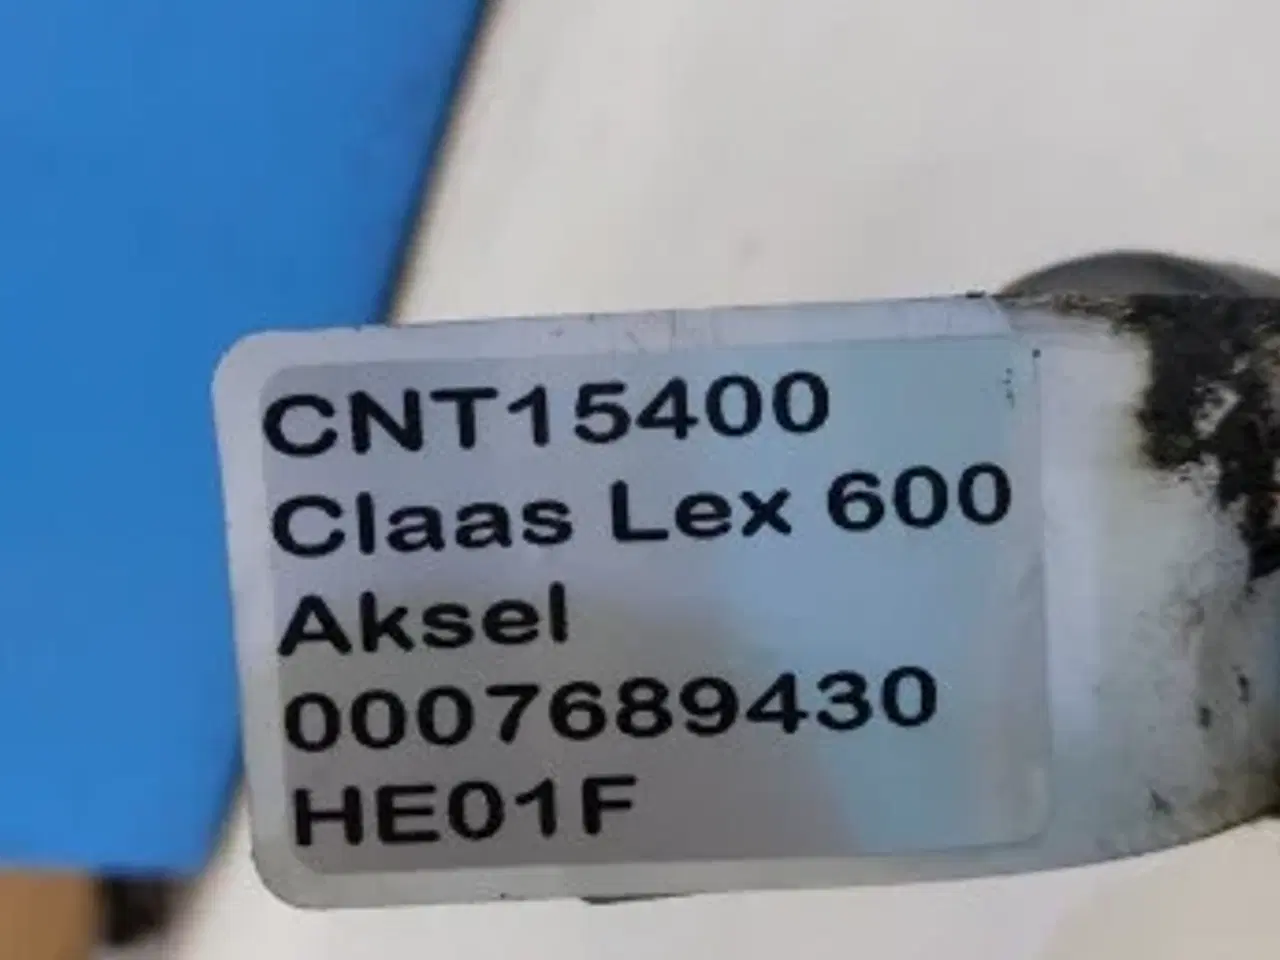 CNT15400
Claas Lex 600
Aksel
0007689430
HE01F